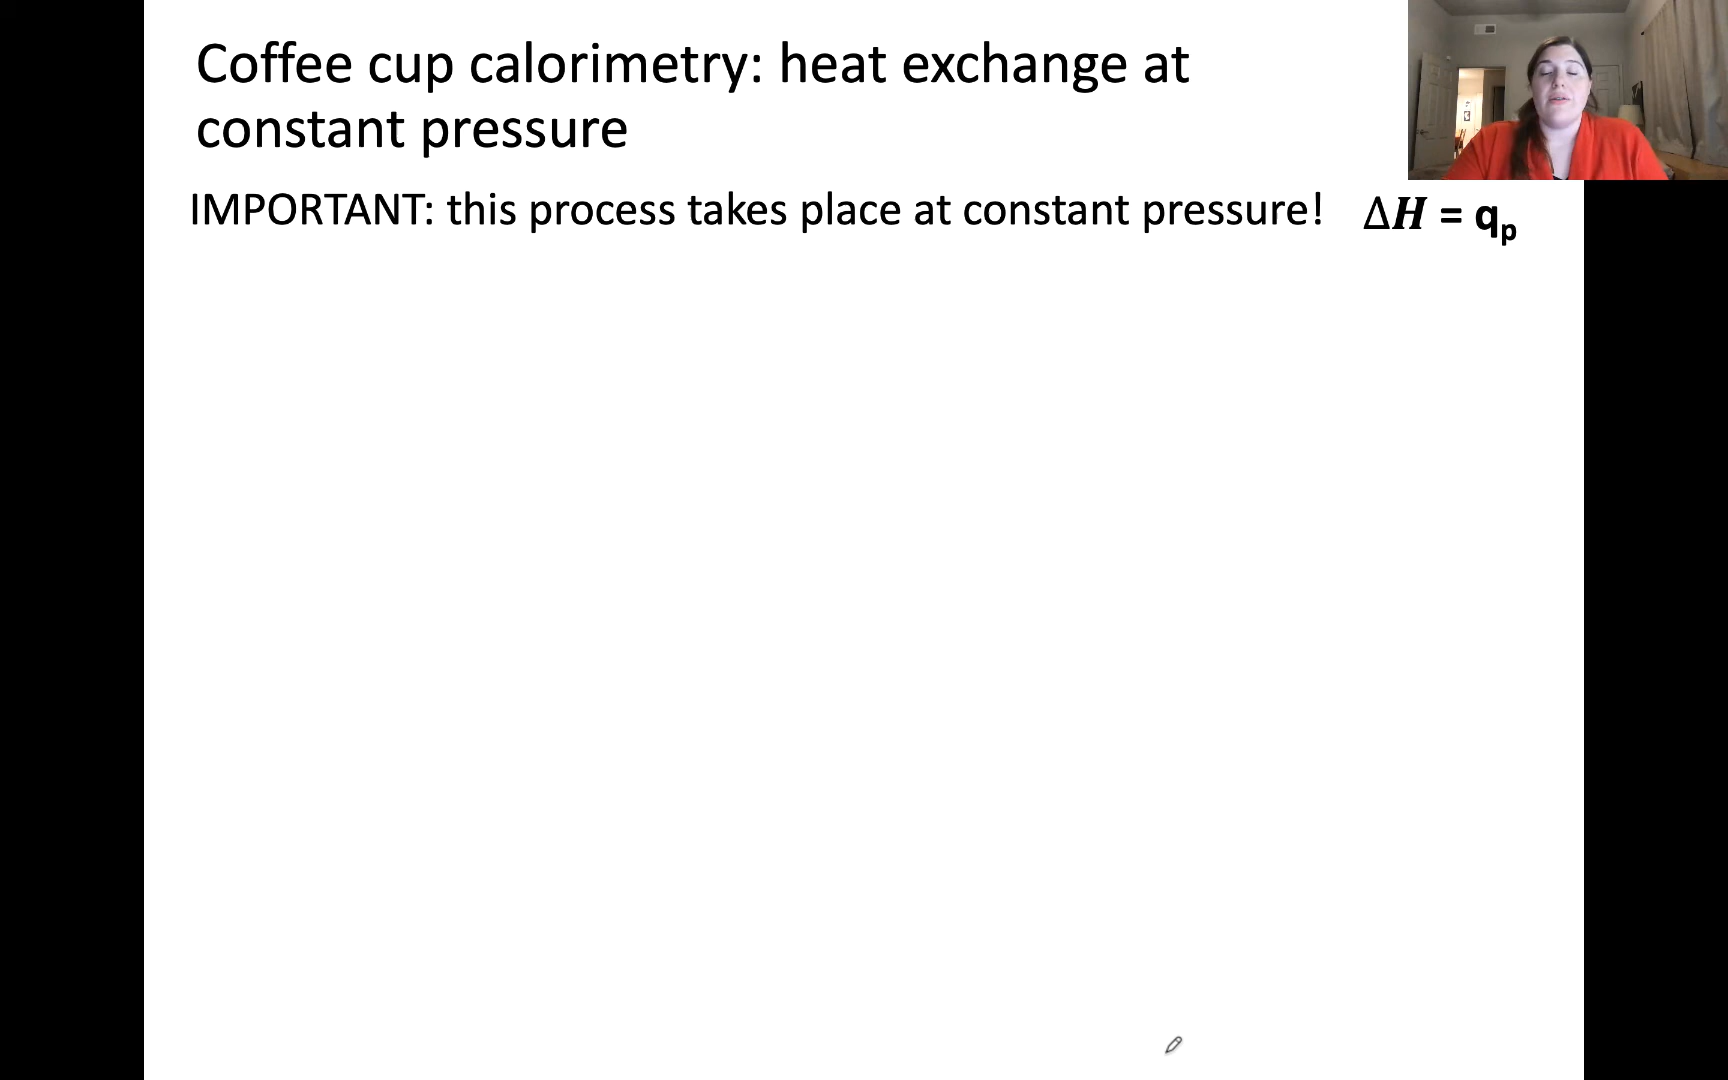 Coffee cup calorimetry: heat exchange at
constant pressure
IMPORTANT: this process takes place at constant pressure! Δ𝑯 = qₚ